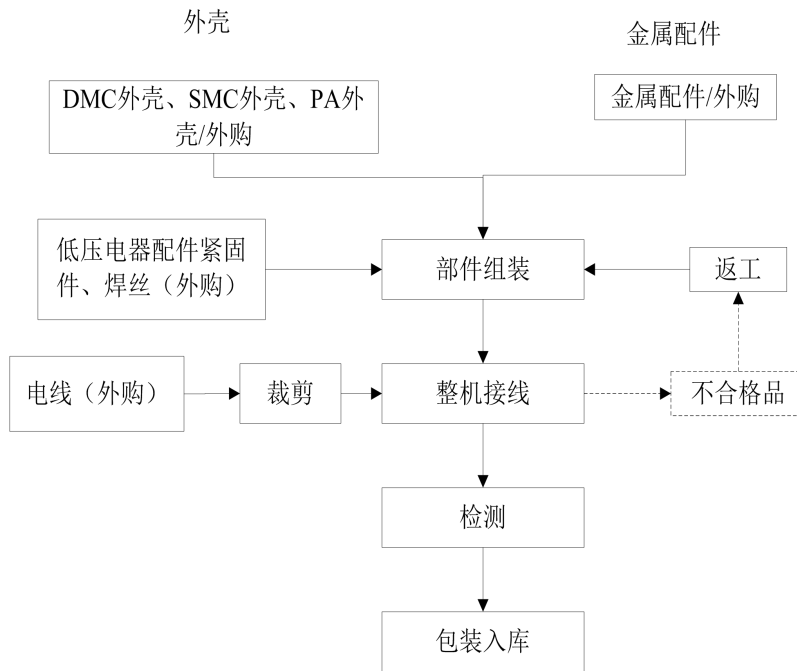 外壳
金属配件
DMC外壳、SMC外壳、PA外
壳/外购
金属配件/外购
低压电器配件紧固
件、焊丝（外购）
部件组装
返工
电线（外购）
裁剪
整机接线
不合格品
检测
包装入库